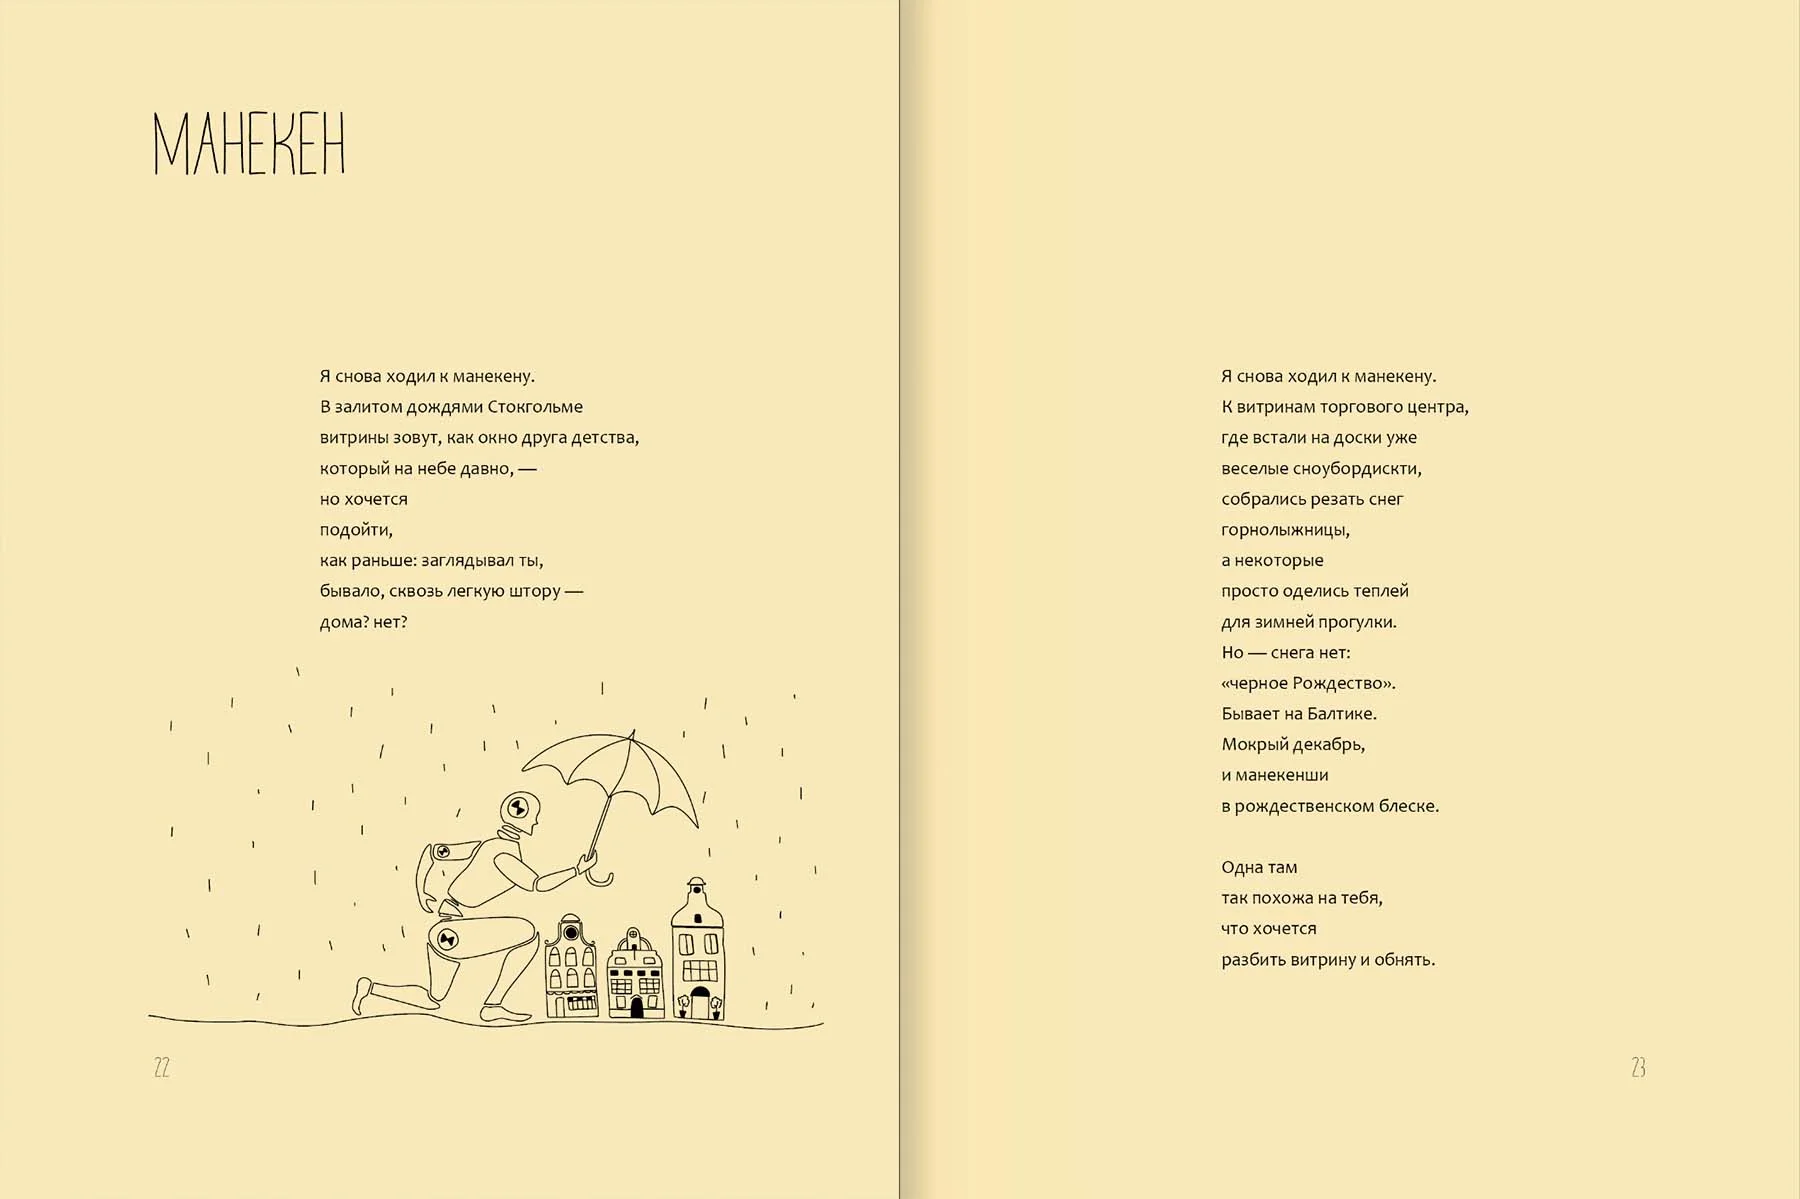 МАНЕКЕН
Я снова ходил к манекену.
В залитом дождями Стокгольме
витрины зовут, как окно друга детства,
который на небе давно, —
но хочется
подойти,
как раньше: заглядывал ты,
бывало, сквозь легкую штору —
дома? нет?
22
Я снова ходил к манекену.
К витринам торгового центра,
где встали на доски уже
веселые сноубордискти,
собрались резать снег
горнолыжницы,
а некоторые
просто оделись теплей
для зимней прогулки.
Но — снега нет:
«черное Рождество».
Бывает на Балтике.
Мокрый декабрь,
и манекенши
в рождественском блеске.
Одна там
так похожа на тебя,
что хочется
разбить витрину и обнять.
23